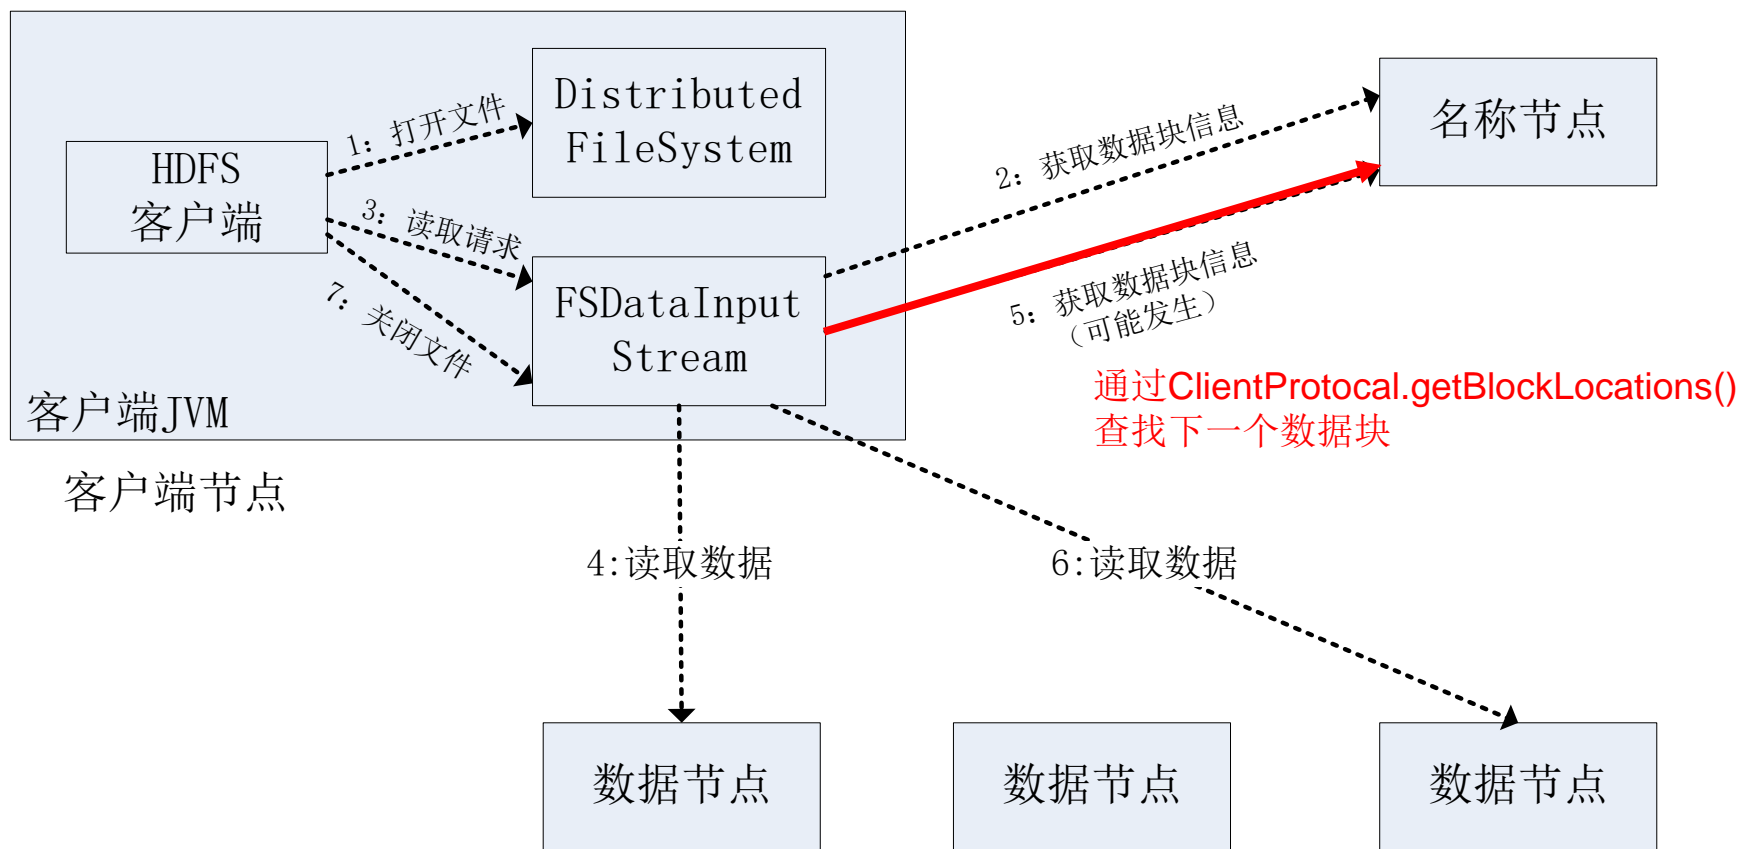 Distributed
FileSystem
名称节点
1: 打开文件
2: 获取数据块信息
HDFS
客户端
3: 读取请求
FSDataInput
Stream
5: 获取数据块信息
（可能发生）
7: 关闭文件
通过ClientProtocal.getBlockLocations()
查找下一个数据块
客户端JVM
客户端节点
4:读取数据
6:读取数据
数据节点
数据节点
数据节点